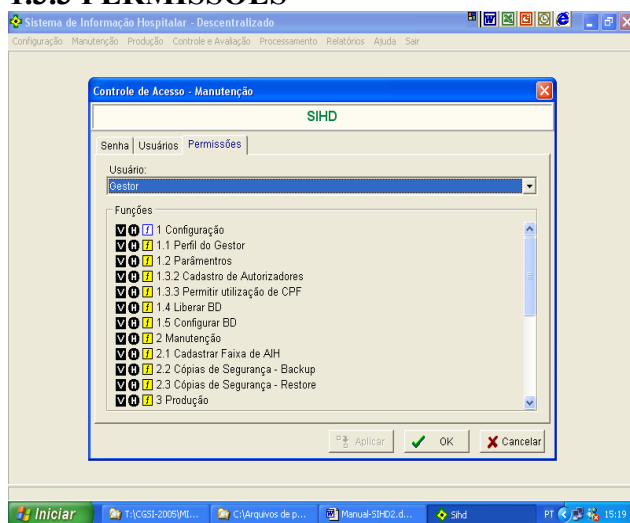 1.3.3 PERMISSÕES
Sistema de Informação Hospitalar - Descentralizado
Configuração Manutenção Produção Controle e Avaliação Processamento Relatórios Ajuda Sair
Controle de Acesso - Manutenção
SIHD
Senha Usuários Permissões
Usuário:
Gestor
Funções
V H f 1 Configuração
V H f 1.1 Perfil do Gestor
V H f 1.2 Parâmentros
V H f 1.3.2 Cadastro de Autorizadores
V H f 1.3.3 Permitir utilização de CPF
V H f 1.4 Liberar BD
V H f 1.5 Configurar BD
V H f 2 Manutenção
V H f 2.1 Cadastrar Faixa de AIH
V H f 2.2 Cópias de Segurança - Backup
V H f 2.3 Cópias de Segurança - Restore
V H f 3 Produção
Aplicar OK Cancelar
Iniciar T:\CGSI-2005\MI... C:\Arquivos de p... Manual-SIHD2.d... Sihd PT 15:19